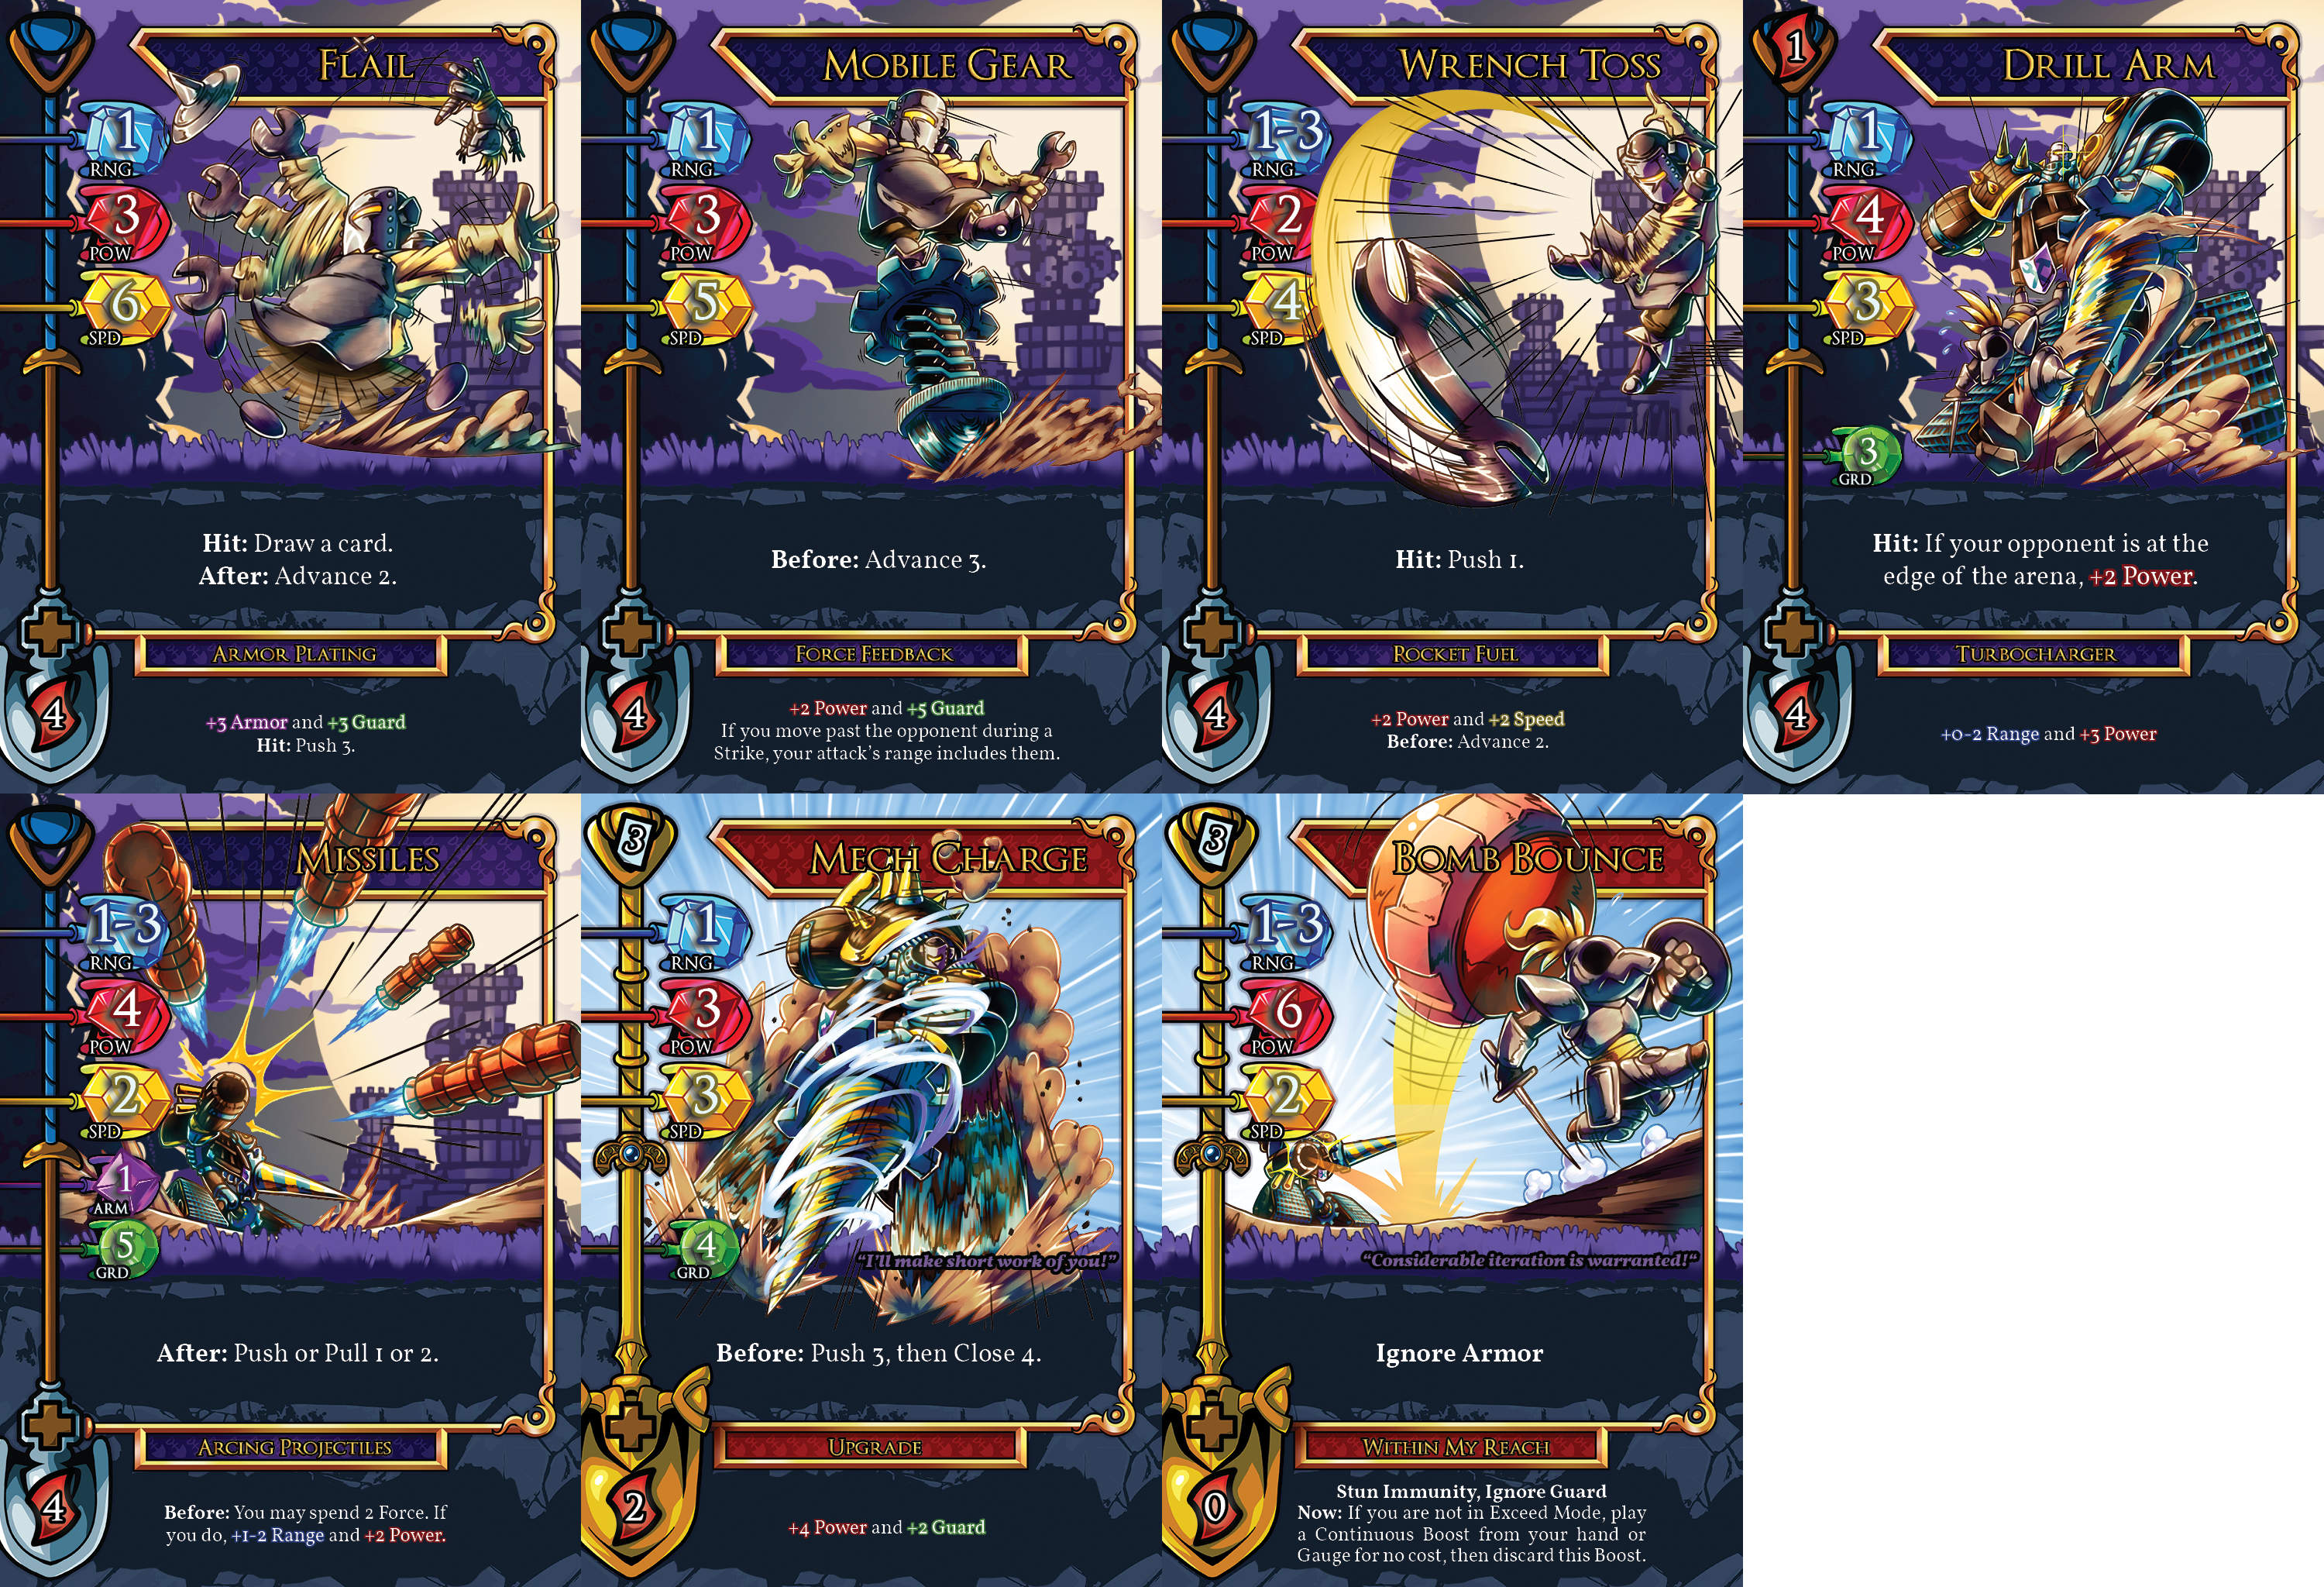 FLAIL
1
RNG
3
POW
6
SPD
Hit: Draw a card.
After: Advance 2.
ARMOR PLATING
4
+3 Armor and +3 Guard
Hit: Push 3.
MOBILE GEAR
1
RNG
3
POW
5
SPD
Before: Advance 3.
FORCE FEEDBACK
4
+2 Power and +5 Guard
If you move past the opponent during a
Strike, your attack's range includes them.
WRENCH TOSS
1-3
RNG
2
POW
4
SPD
Hit: Push 1.
ROCKET FUEL
4
+2 Power and +2 Speed
Before: Advance 2.
1
DRILL ARM
1
RNG
4
POW
3
SPD
3
GRD
Hit: If your opponent is at the
edge of the arena, +2 Power.
TURBOCHARGER
4
+0-2 Range and +3 Power
MISSILES
1-3
RNG
4
POW
2
SPD
1
ARM
5
GRD
After: Push or Pull 1 or 2.
ARCING PROJECTILES
4
Before: You may spend 2 Force. If
you do, +1-2 Range and +2 Power.
3
MECH CHARGE
1
RNG
3
POW
3
SPD
4
GRD
"I'll make short work of you!"
Before: Push 3, then Close 4.
UPGRADE
2
+4 Power and +2 Guard
3
BOMB BOUNCE
1-3
RNG
6
POW
2
SPD
"Considerable iteration is warranted!"
Ignore Armor
WITHIN MY REACH
0
Stun Immunity, Ignore Guard
Now: If you are not in Exceed Mode, play
a Continuous Boost from your hand or
Gauge for no cost, then discard this Boost.